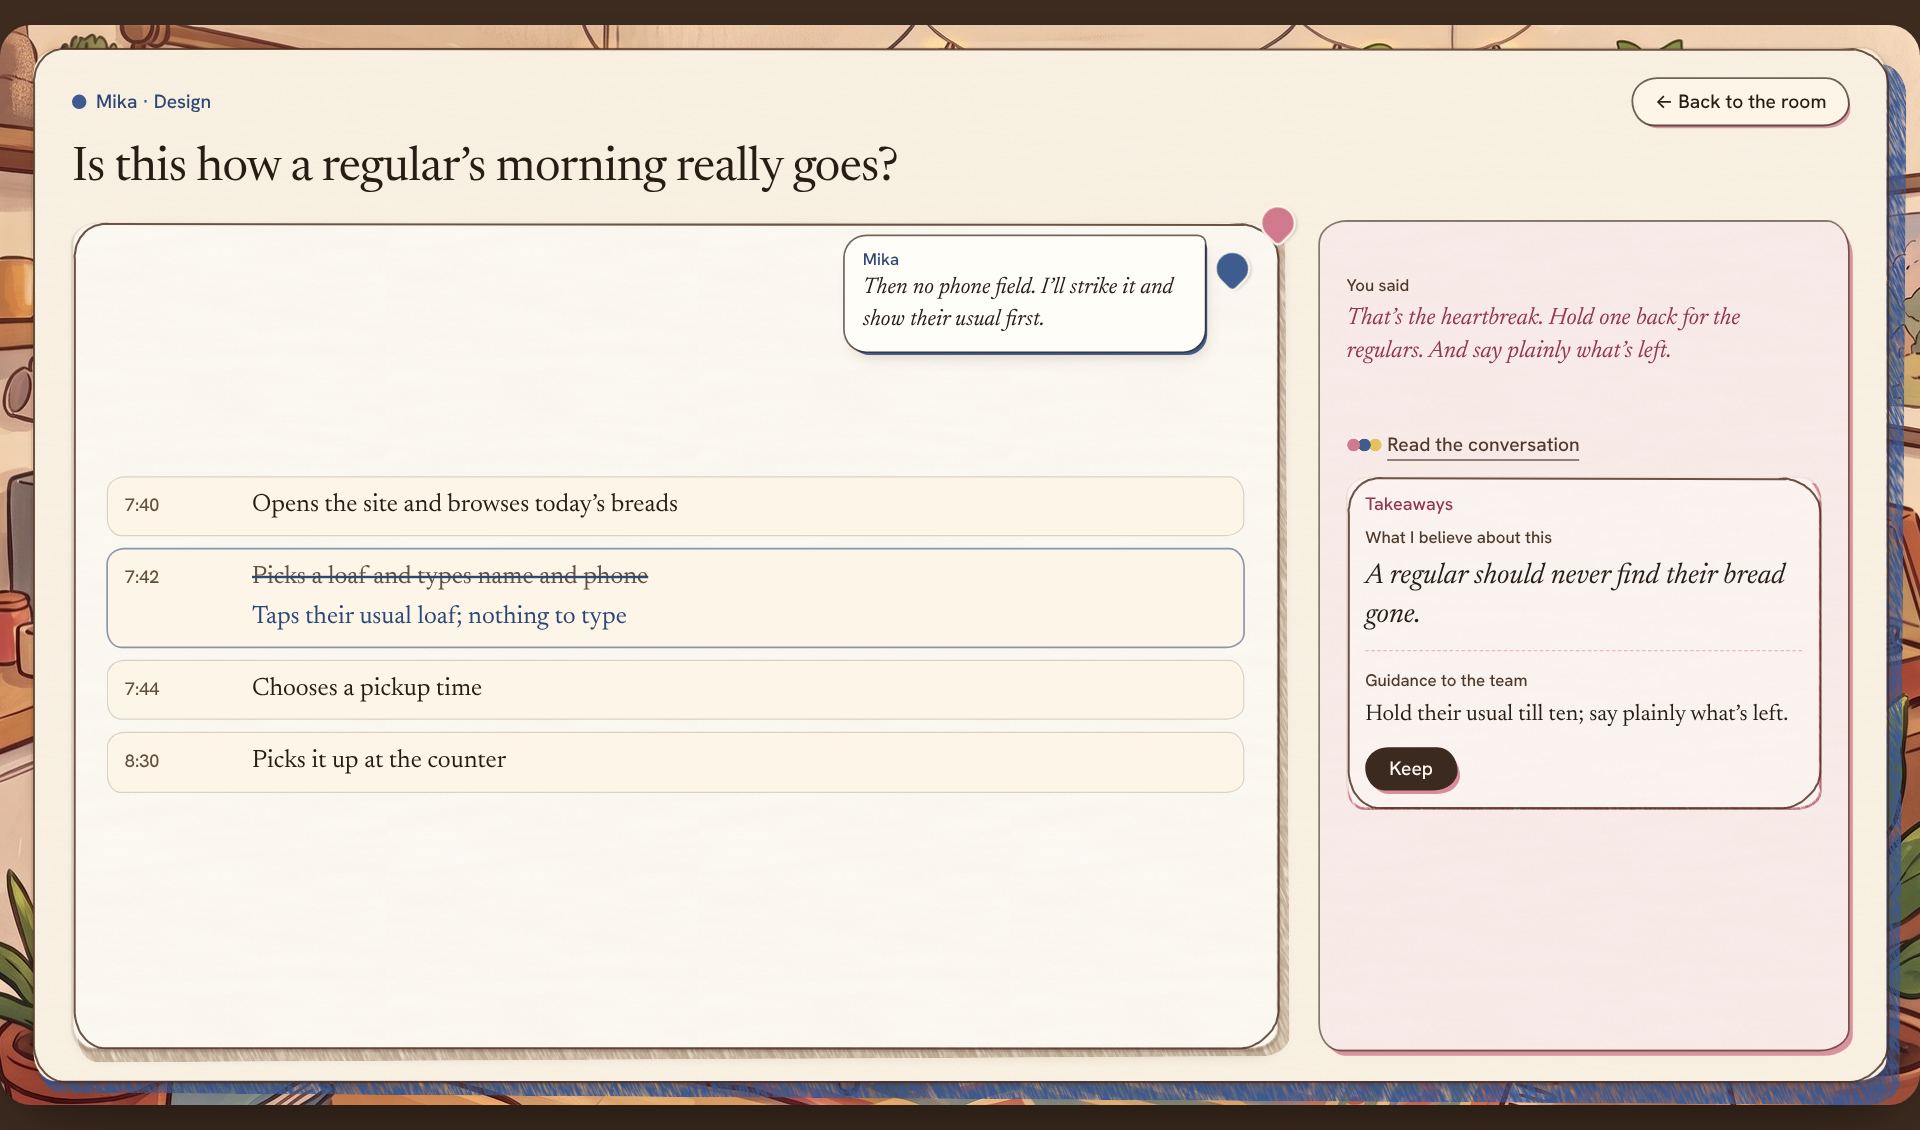 Mika · Design
← Back to the room
Is this how a regular’s morning really goes?
Mika
Then no phone field. I’ll strike it and
show their usual first.
7:40 Opens the site and browses today’s breads
7:42 Picks a loaf and types name and phone
Taps their usual loaf; nothing to type
7:44 Chooses a pickup time
8:30 Picks it up at the counter
You said
That’s the heartbreak. Hold one back for the
regulars. And say plainly what’s left.
Read the conversation
Takeaways
What I believe about this
A regular should never find their bread
gone.
Guidance to the team
Hold their usual till ten; say plainly what’s left.
Keep